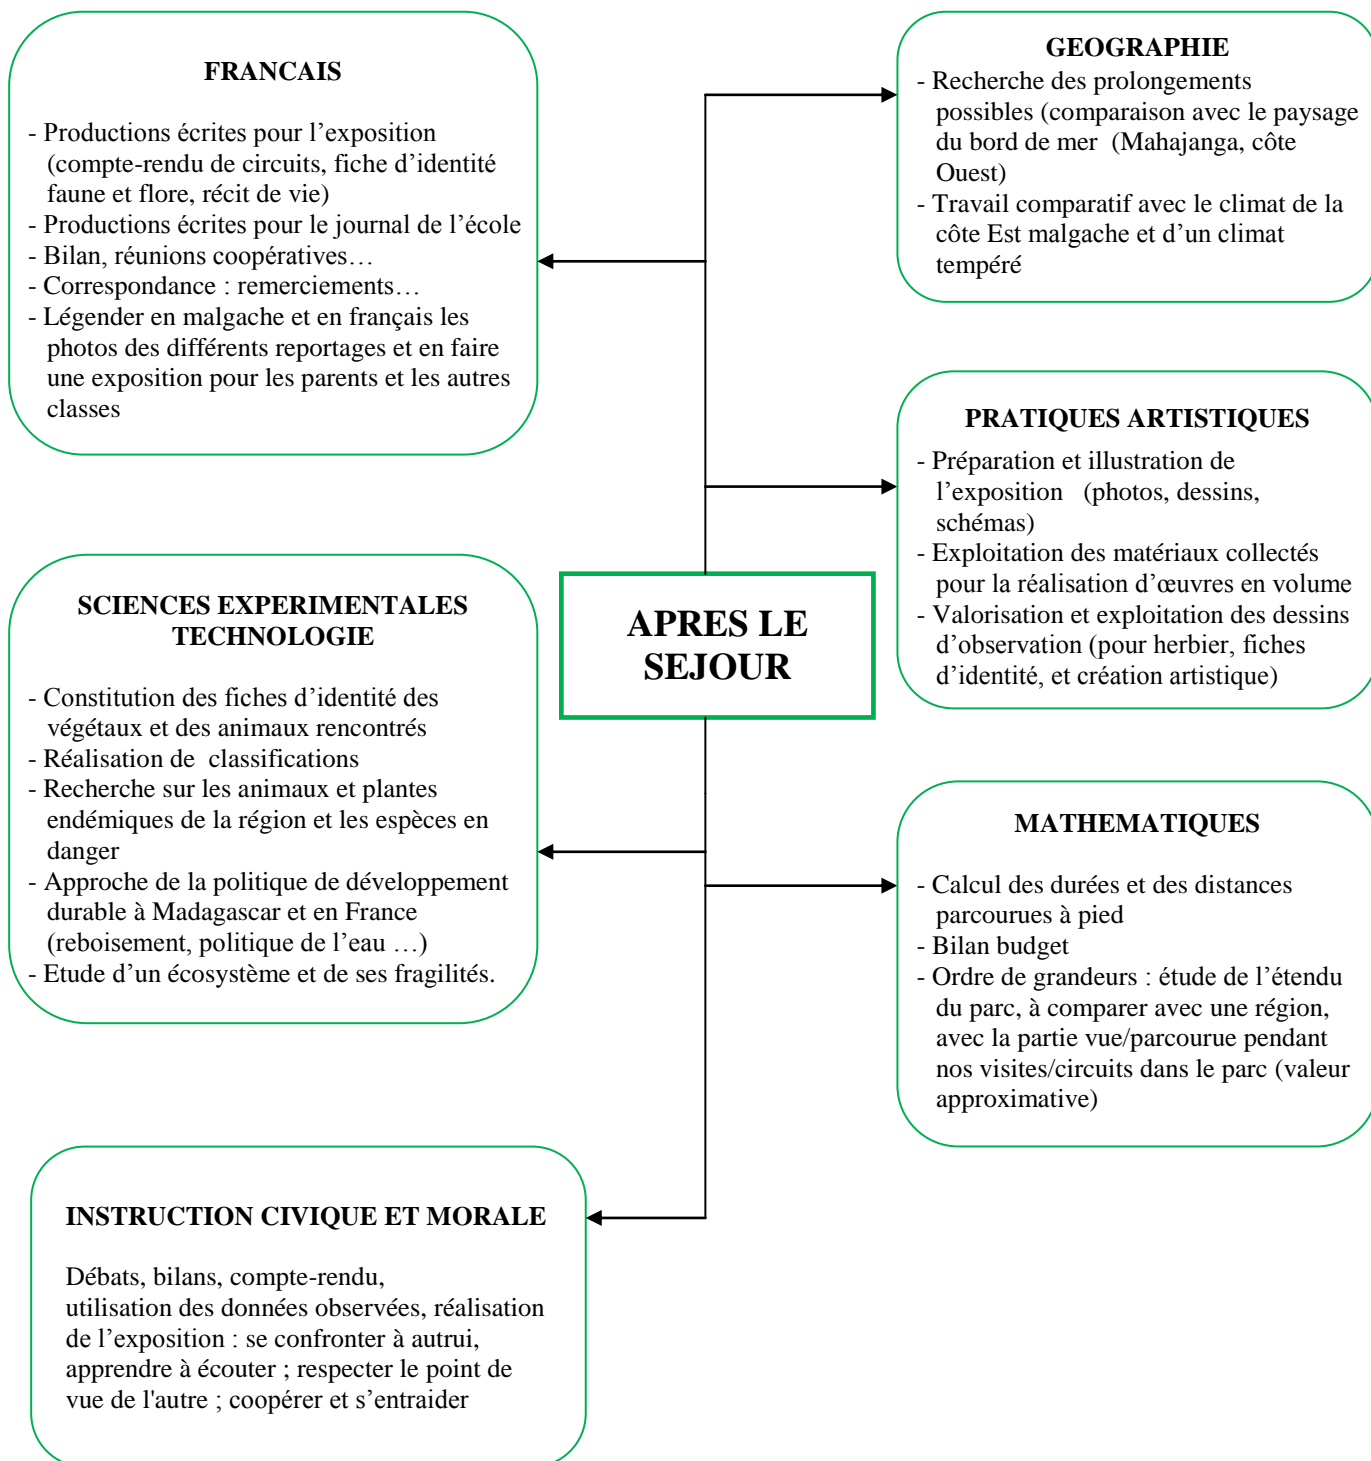 FRANCAIS
- Productions écrites pour l’exposition
(compte-rendu de circuits, fiche d’identité
faune et flore, récit de vie)
- Productions écrites pour le journal de l’école
- Bilan, réunions coopératives…
- Correspondance : remerciements…
- Légender en malgache et en français les
photos des différents reportages et en faire
une exposition pour les parents et les autres
classes
GEOGRAPHIE
- Recherche des prolongements
possibles (comparaison avec le paysage
du bord de mer  (Mahajanga, côte
Ouest)
- Travail comparatif avec le climat de la
côte Est malgache et d’un climat
tempéré
PRATIQUES ARTISTIQUES
- Préparation et illustration de
l’exposition   (photos, dessins,
schémas)
- Exploitation des matériaux collectés
pour la réalisation d’œuvres en volume
- Valorisation et exploitation des dessins
d’observation (pour herbier, fiches
d’identité, et création artistique)
APRES LE
SEJOUR
SCIENCES EXPERIMENTALES
TECHNOLOGIE
- Constitution des fiches d’identité des
végétaux et des animaux rencontrés
- Réalisation de  classifications
- Recherche sur les animaux et plantes
endémiques de la région et les espèces en
danger
- Approche de la politique de développement
durable à Madagascar et en France
(reboisement, politique de l’eau …)
- Etude d’un écosystème et de ses fragilités.
MATHEMATIQUES
- Calcul des durées et des distances
parcourues à pied
- Bilan budget
- Ordre de grandeurs : étude de l’étendu
du parc, à comparer avec une région,
avec la partie vue/parcourue pendant
nos visites/circuits dans le parc (valeur
approximative)
INSTRUCTION CIVIQUE ET MORALE
Débats, bilans, compte-rendu,
utilisation des données observées, réalisation
de l’exposition : se confronter à autrui,
apprendre à écouter ; respecter le point de
vue de l'autre ; coopérer et s’entraider